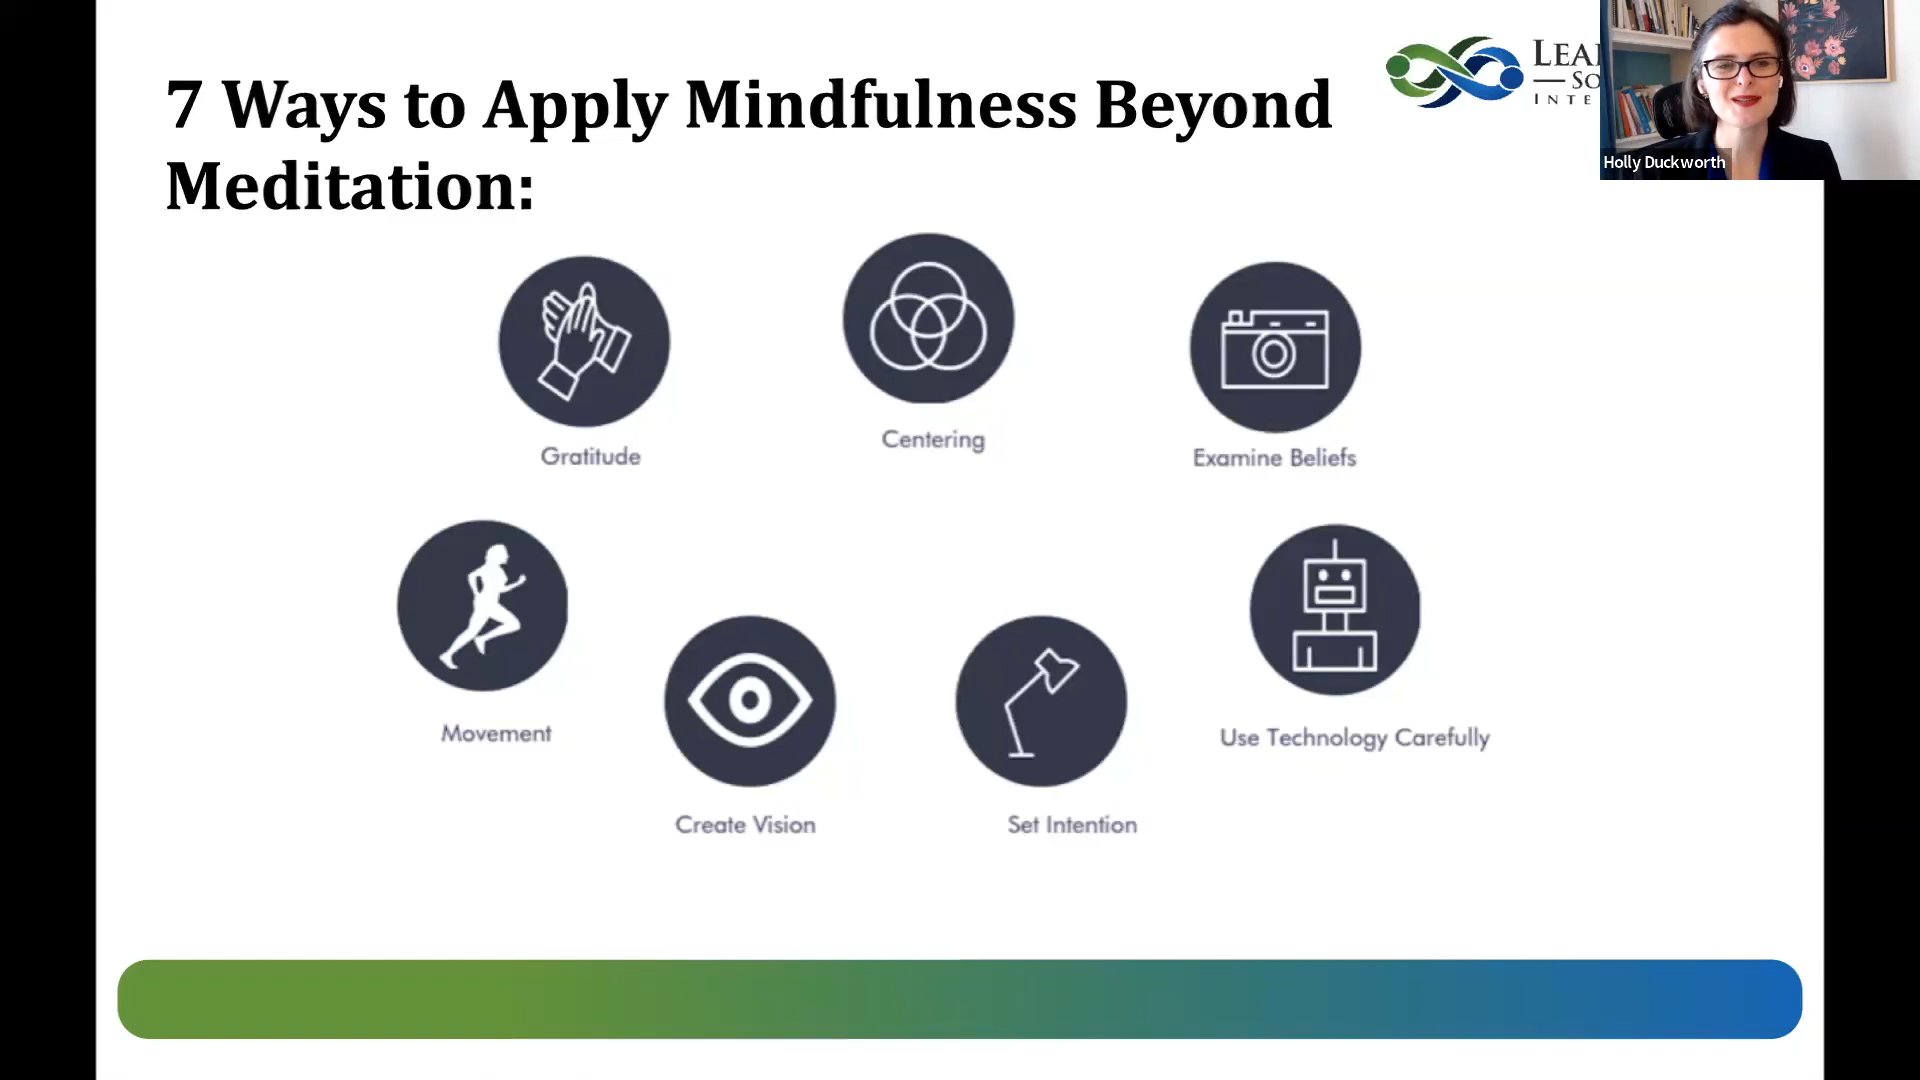 7 Ways to Apply Mindfulness Beyond
Meditation:
Holly Duckworth
Gratitude
Centering
Examine Beliefs
Movement
Use Technology Carefully
Create Vision
Set Intention